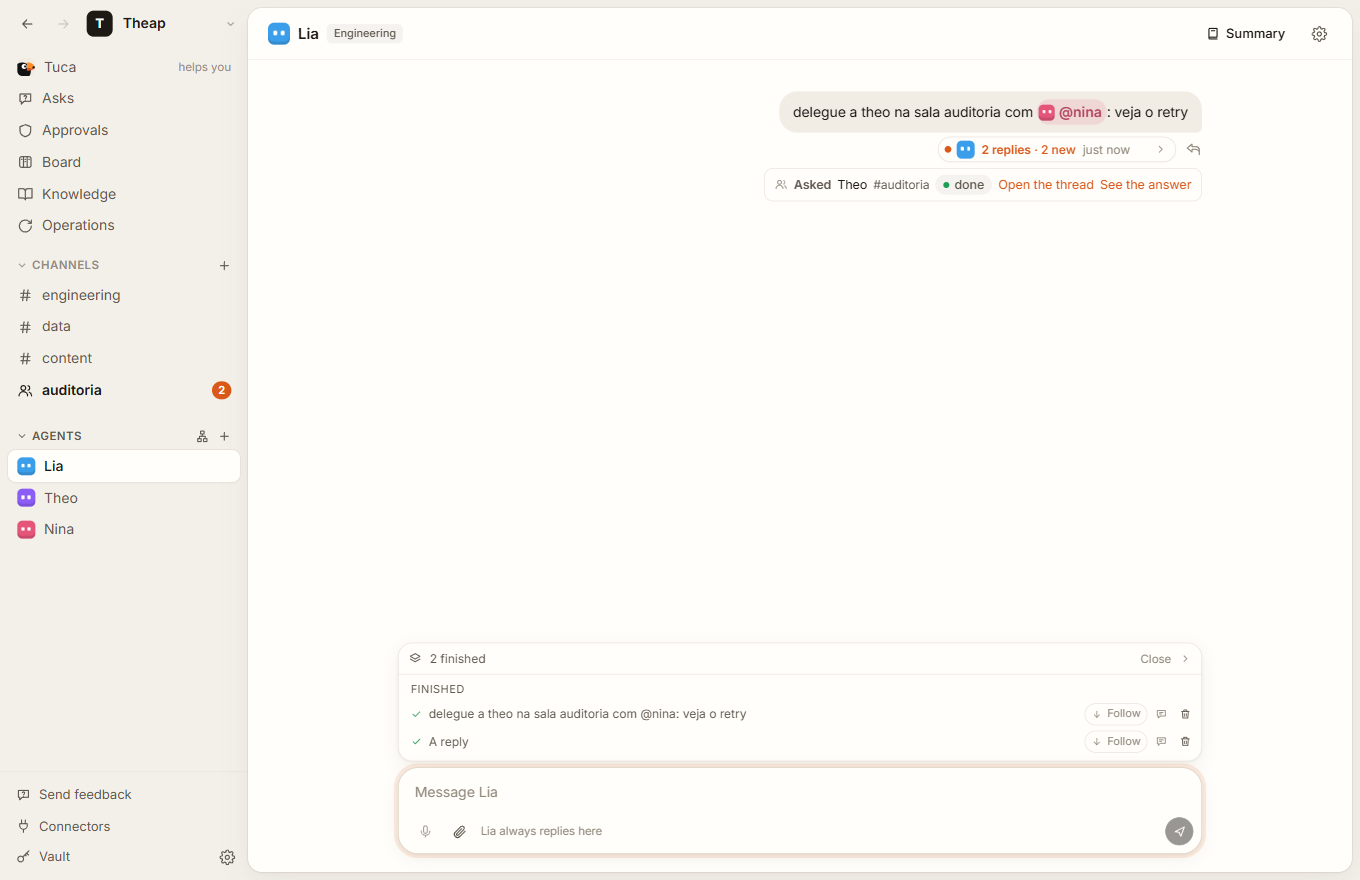 T Theap
Tuca helps you
Asks
Approvals
Board
Knowledge
Operations
CHANNELS
engineering
data
content
auditoria 2
AGENTS
Lia
Theo
Nina
Send feedback
Connectors
Vault
Lia Engineering
Summary
delegue a theo na sala auditoria com @nina : veja o retry
2 replies · 2 new just now
Asked Theo #auditoria done Open the thread See the answer
2 finished Close
FINISHED
delegue a theo na sala auditoria com @nina: veja o retry Follow
A reply Follow
Message Lia
Lia always replies here